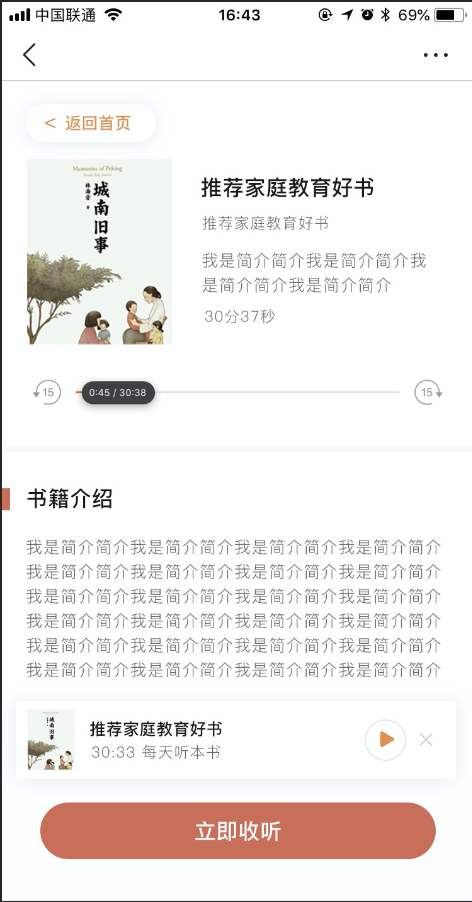 中国联通 16:43 69%
< 返回首页
Memories of Peking
South Side Stories
城南旧事
林海音 著
推荐家庭教育好书
推荐家庭教育好书
我是简介简介我是简介简介我
是简介简介我是简介简介
30分37秒
15 0:45 / 30:38 15
书籍介绍
我是简介简介我是简介简介我是简介简介我是简介简介
我是简介简介我是简介简介我是简介简介我是简介简介
我是简介简介我是简介简介我是简介简介我是简介简介
我是简介简介我是简介简介我是简介简介我是简介简介
我是简介简介我是简介简介我是简介简介我是简介简介
我是简介简介我是简介简介我是简介简介我是简介简介
城南旧事
推荐家庭教育好书
30:33 每天听本书
立即收听